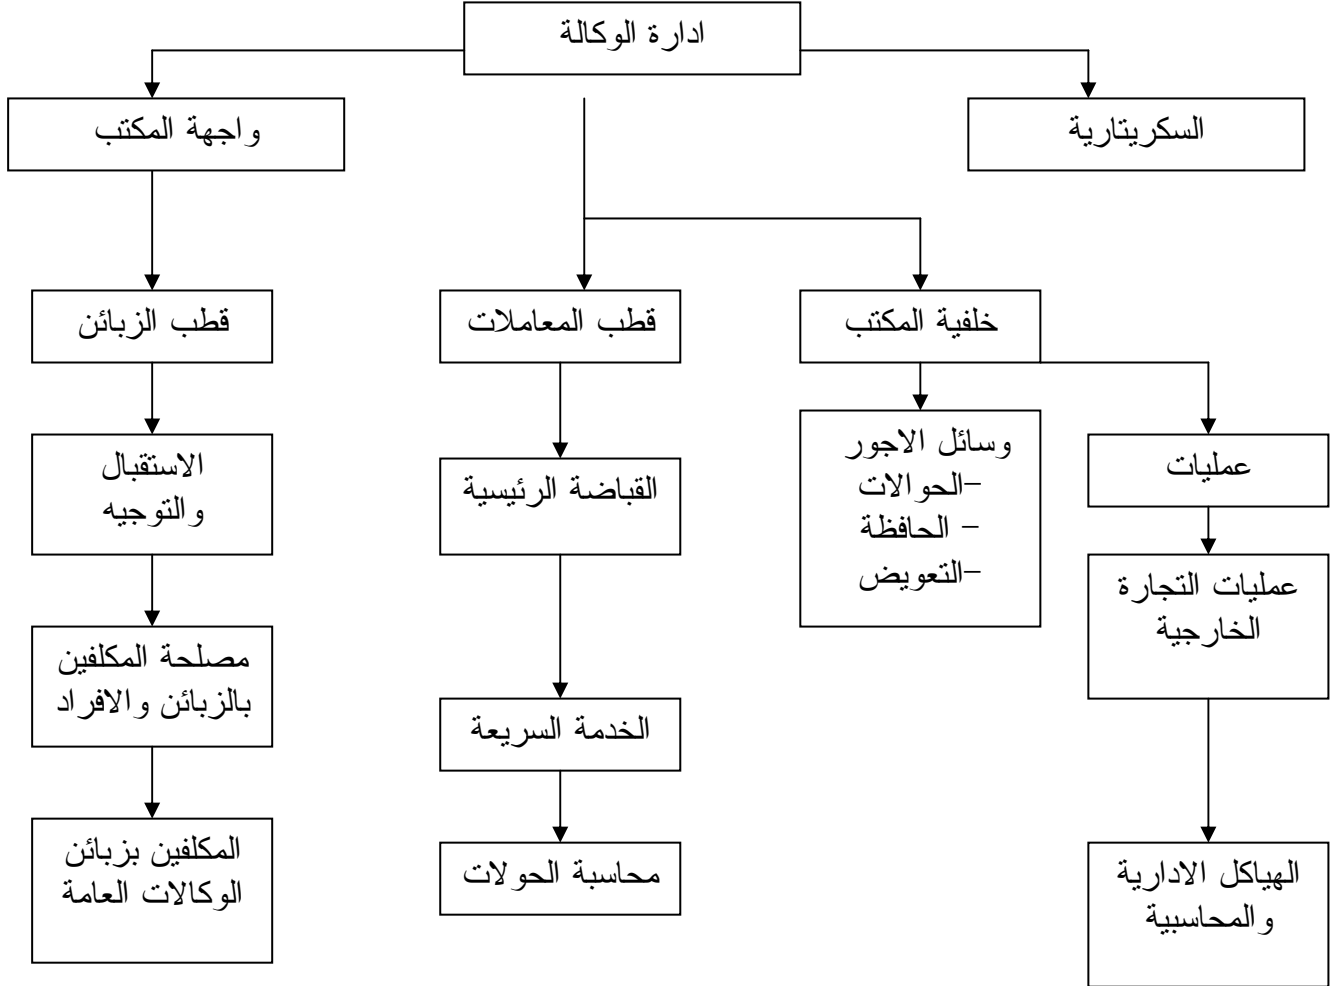 ادارة الوكالة
السكريتارية
واجهة المكتب
خلفية المكتب
قطب المعاملات
قطب الزبائن
عمليات
وسائل الاجور
-الحوالات
- الحافظة
-التعويض
القباضة الرئيسية
الاستقبال
والتوجيه
عمليات التجارة
الخارجية
الخدمة السريعة
مصلحة المكلفين
بالزبائن والافراد
الهياكل الادارية
والمحاسبية
محاسبة الحولات
المكلفين بزبائن
الوكالات العامة